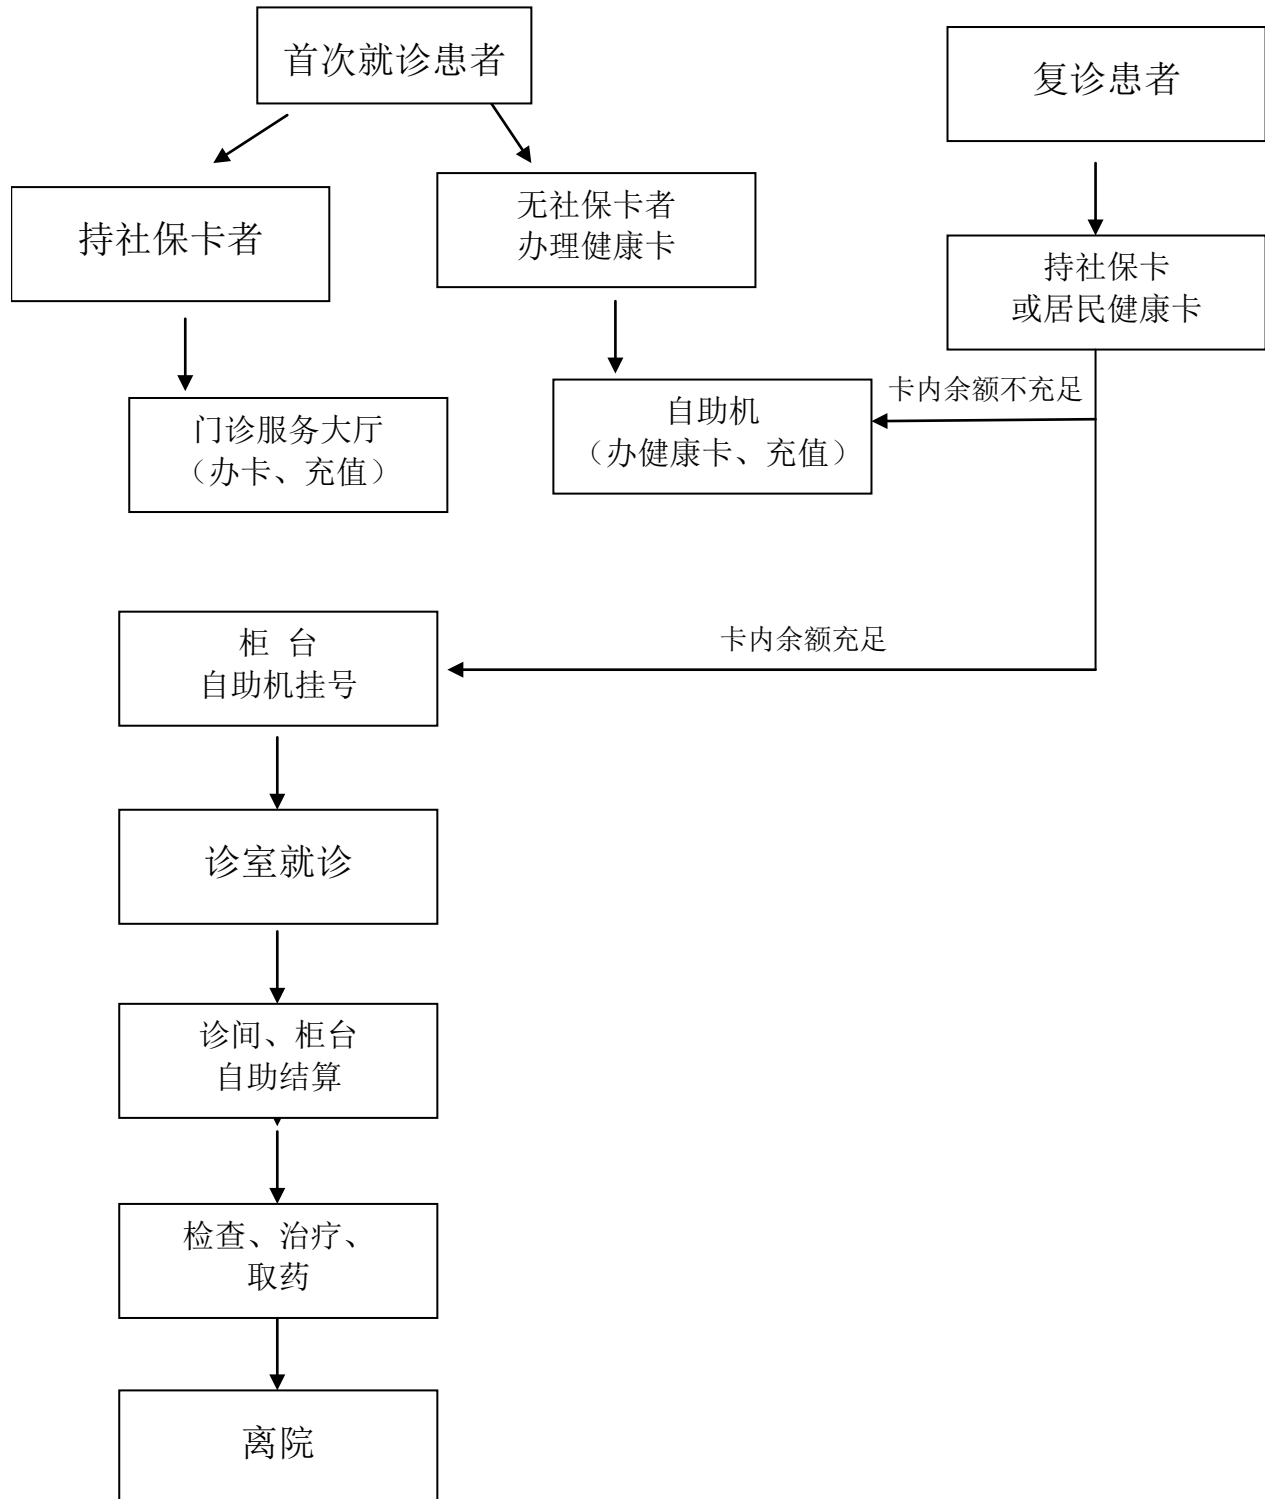 首次就诊患者
复诊患者
持社保卡者
无社保卡者
办理健康卡
持社保卡
或居民健康卡
卡内余额不充足
门诊服务大厅
（办卡、充值）
自助机
（办健康卡、充值）
柜 台
自助机挂号
卡内余额充足
诊室就诊
诊间、柜台
自助结算
检查、治疗、
取药
离院